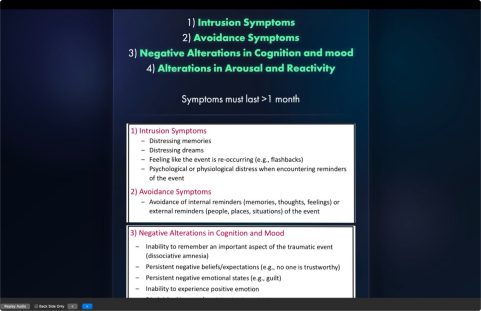 1) Intrusion Symptoms
2) Avoidance Symptoms
3) Negative Alterations in Cognition and mood
4) Alterations in Arousal and Reactivity
Symptoms must last >1 month
1) Intrusion Symptoms
– Distressing memories
– Distressing dreams
– Feeling like the event is re-occurring (e.g., flashbacks)
– Psychological or physiological distress when encountering reminders
of the event
2) Avoidance Symptoms
– Avoidance of internal reminders (memories, thoughts, feelings) or
external reminders (people, places, situations) of the event
3) Negative Alterations in Cognition and Mood
– Inability to remember an important aspect of the traumatic event
(dissociative amnesia)
– Persistent negative beliefs/expectations (e.g., no one is trustworthy)
– Persistent negative emotional states (e.g., guilt)
– Inability to experience positive emotion
Replay Audio
Back Side Only